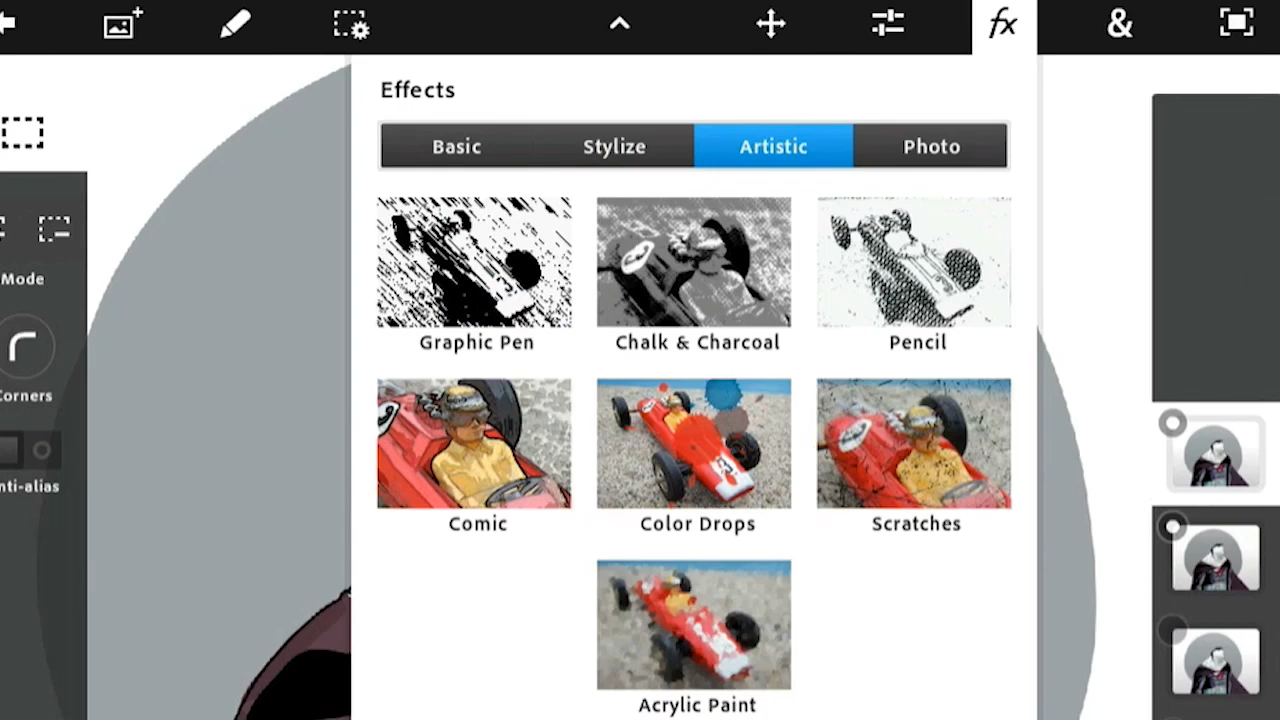 fx
&
Effects
Basic
Stylize
Artistic
Photo
Mode
Graphic Pen
Chalk & Charcoal
Pencil
Corners
nti-alias
Comic
Color Drops
Scratches
Acrylic Paint